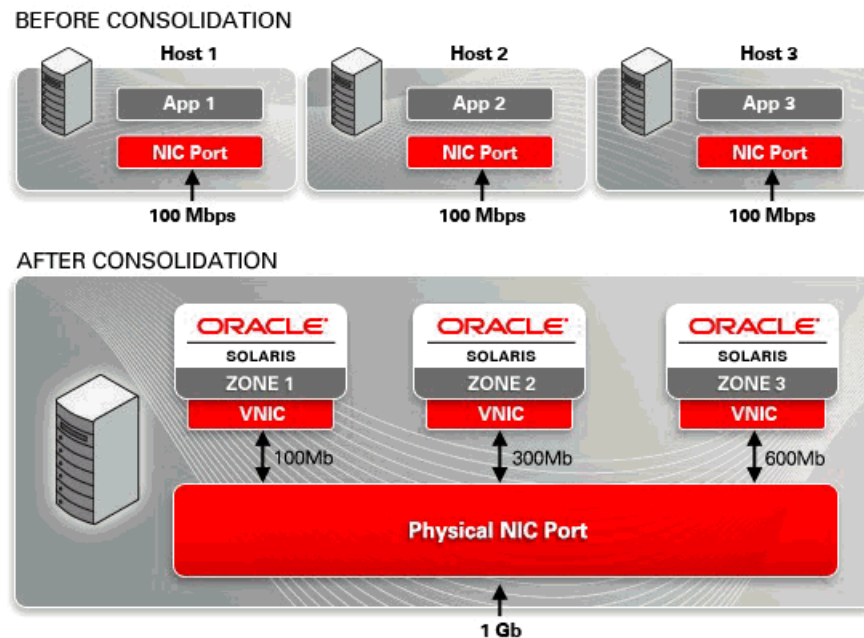 BEFORE CONSOLIDATION
Host 1
Host 2
Host 3
App 1
App 2
App 3
NIC Port
NIC Port
NIC Port
100 Mbps
100 Mbps
100 Mbps
AFTER CONSOLIDATION
ORACLE
ORACLE
ORACLE
SOLARIS
SOLARIS
SOLARIS
ZONE 1
ZONE 2
ZONE 3
VNIC
VNIC
VNIC
100Mb
300Mb
600Mb
Physical NIC Port
1 Gb